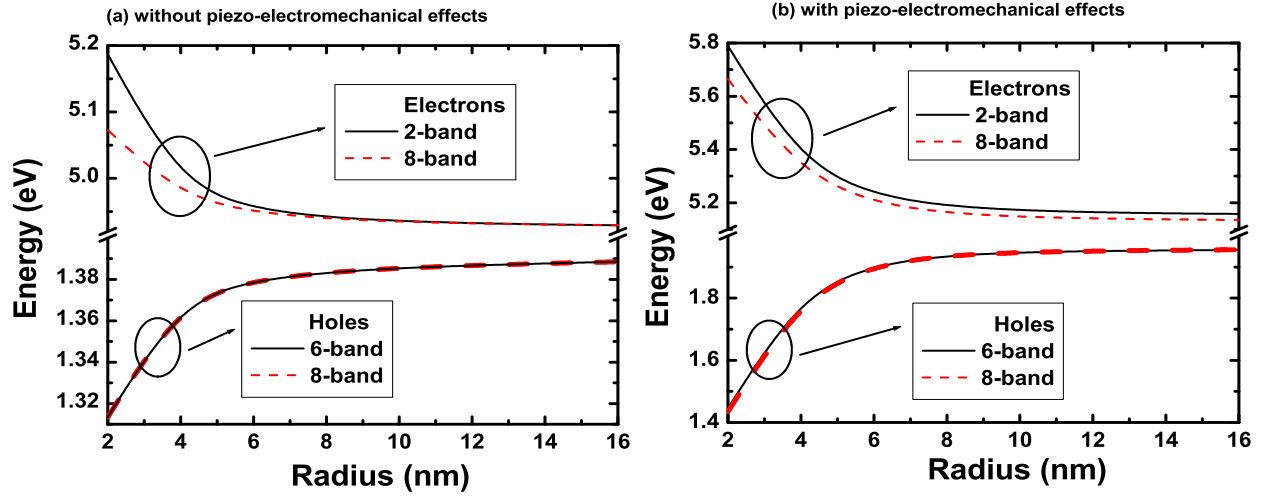 (a) without piezo-electromechanical effects
5.2
5.1
5.0
1.38
1.36
1.34
1.32
Energy (eV)
Electrons
2-band
8-band
Holes
6-band
8-band
2 4 6 8 10 12 14 16
Radius (nm)
(b) with piezo-electromechanical effects
5.8
5.6
5.4
5.2
1.8
1.6
1.4
Energy (eV)
Electrons
2-band
8-band
Holes
6-band
8-band
2 4 6 8 10 12 14 16
Radius (nm)